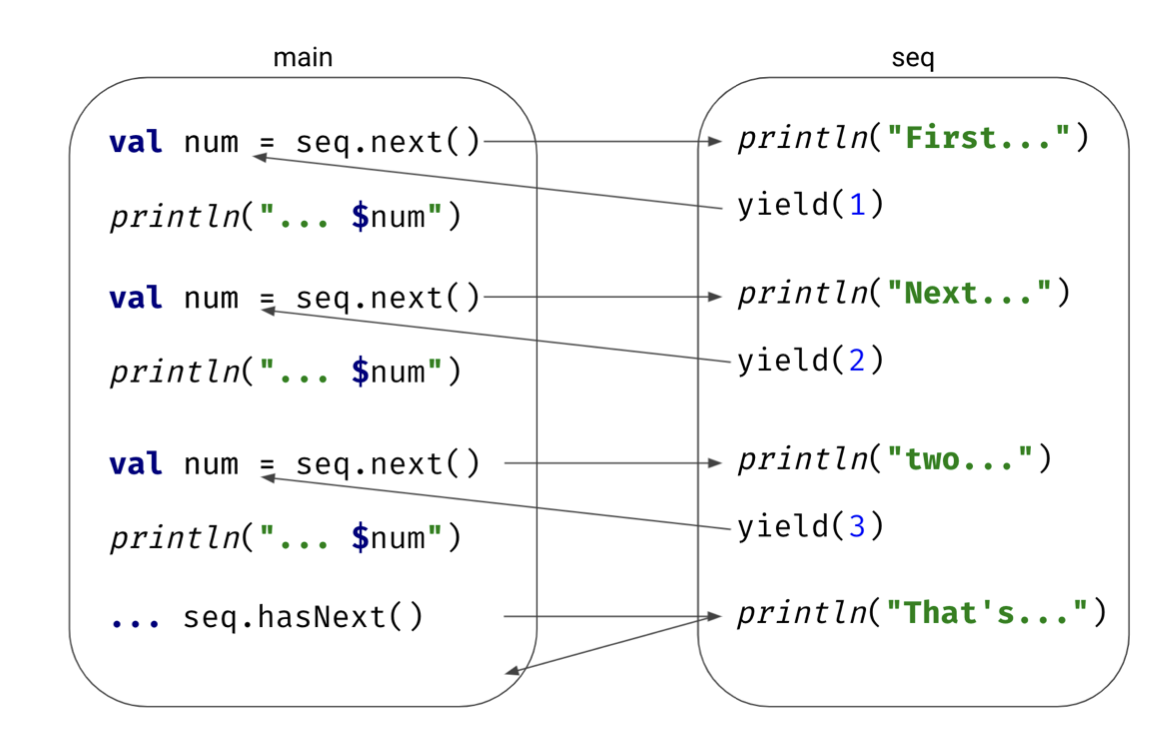 main
val num = seq.next()
println("... $num")
val num = seq.next()
println("... $num")
val num = seq.next()
println("... $num")
... seq.hasNext()
seq
println("First...")
yield(1)
println("Next...")
yield(2)
println("two...")
yield(3)
println("That's...")